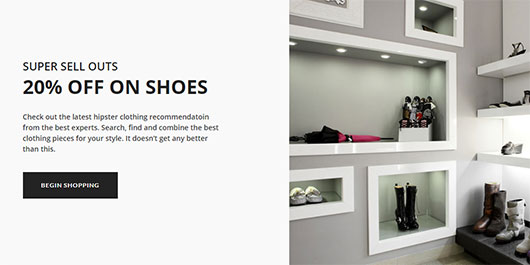 SUPER SELL OUTS
20% OFF ON SHOES
Check out the latest hipster clothing recommendatoin
from the best experts. Search, find and combine the best
clothing pieces for your style. It doesn't get any better
than this.
BEGIN SHOPPING